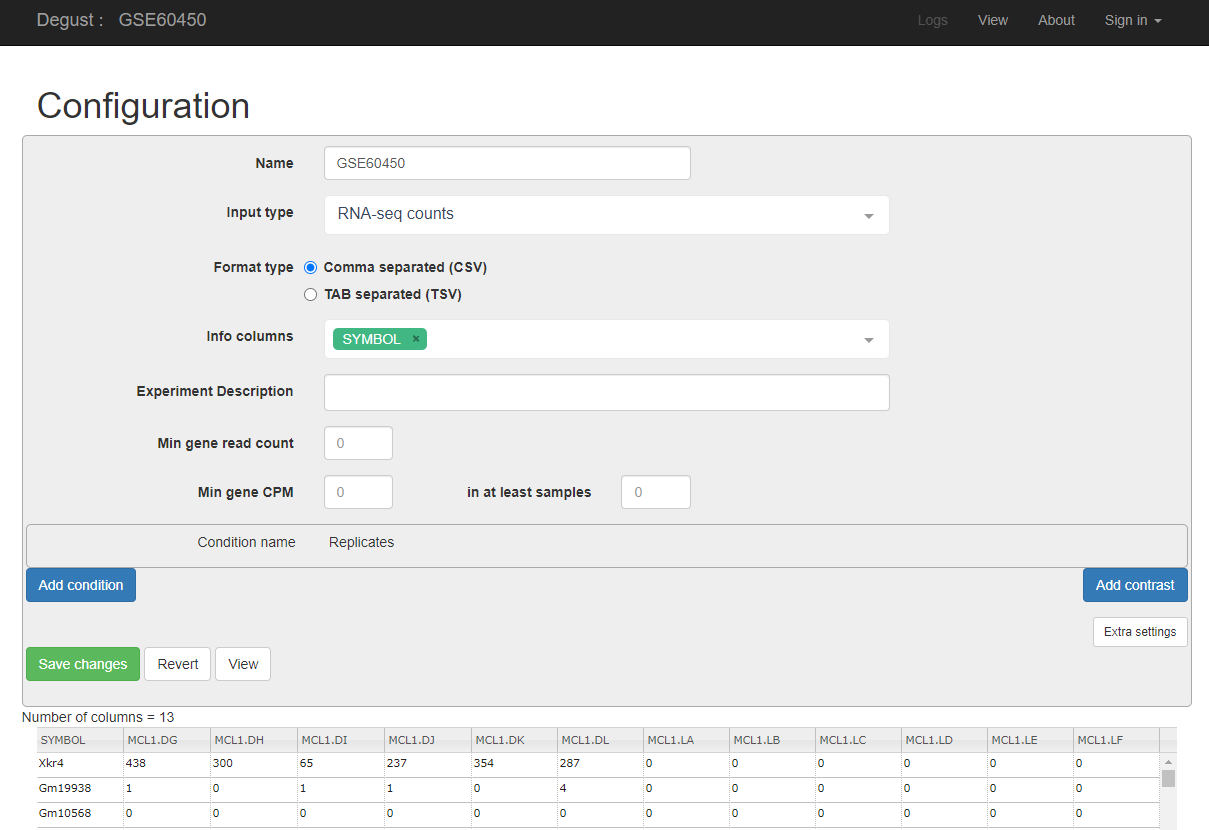 Degust : GSE60450 Logs View About Sign in
Configuration
Name GSE60450
Input type RNA-seq counts
Format type Comma separated (CSV)
TAB separated (TSV)
Info columns SYMBOL ×
Experiment Description
Min gene read count 0
Min gene CPM 0 in at least samples 0
Condition name Replicates
Add condition Add contrast
Extra settings
Save changes Revert View
Number of columns = 13
SYMBOL MCL1.DG MCL1.DH MCL1.DI MCL1.DJ MCL1.DK MCL1.DL MCL1.LA MCL1.LB MCL1.LC MCL1.LD MCL1.LE MCL1.LF
Xkr4 438 300 65 237 354 287 0 0 0 0 0 0
Gm19938 1 0 1 1 0 4 0 0 0 0 0 0
Gm10568 0 0 0 0 0 0 0 0 0 0 0 0